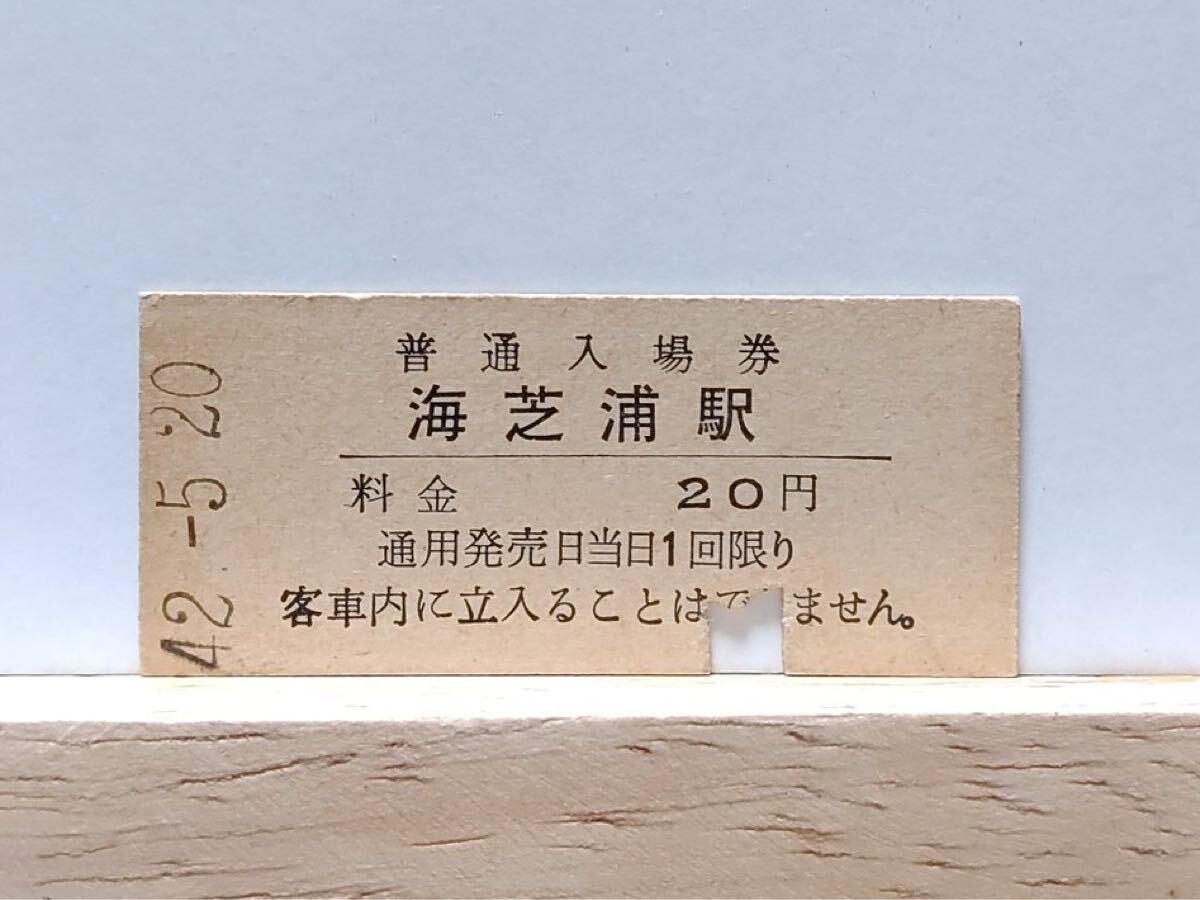 普通入場券
海芝浦駅
料金 20円
通用発売日当日1回限り
客車内に立入ることはで ません。
42.-5.20